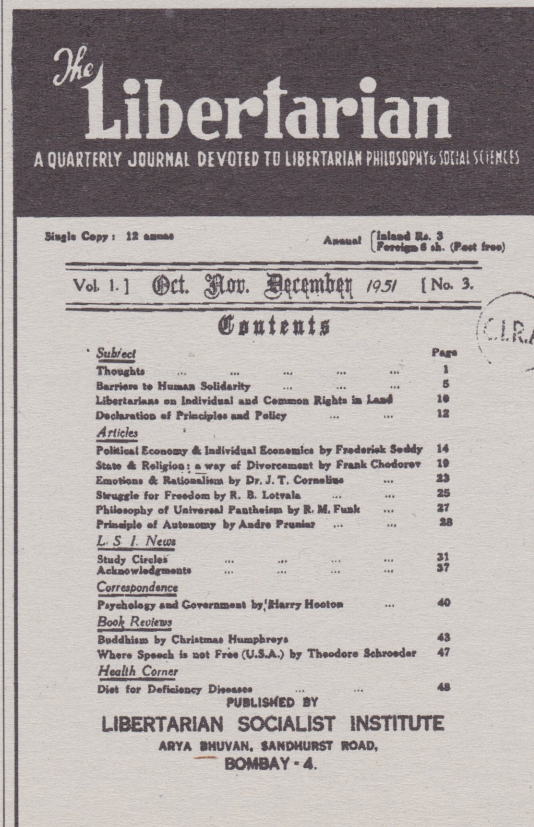 The
Libertarian
A QUARTERLY JOURNAL DEVOTED TO LIBERTARIAN PHILOSOPHY & SOCIAL SCIENCES
Single Copy: 12 annas Annual { Inland Rs. 3
Foreign 6 sh. (Post free)
Vol. 1.] Oct. Nov. December 1951 [ No. 3.
Contents
C.I.R.A
Subject Page
Thoughts ... ... ... ... ... 1
Barriers to Human Solidarity ... ... ... 5
Libertarians on Individual and Common Rights in Land 10
Declaration of Principles and Policy ... ... 12
Articles
Political Economy & Individual Economics by Frederick Soddy 14
State & Religion: a way of Divorcement by Frank Chodorov 19
Emotions & Rationalism by Dr. J. T. Cornelius ... 23
Struggle for Freedom by R. B. Lotvala ... ... 25
Philosophy of Universal Pantheism by R. M. Funk ... 27
Principle of Autonomy by Andre Prunier ... ... 28
L. S. I. News
Study Circles ... ... ... ... 31
Acknowledgments ... ... ... ... 37
Correspondence
Psychology and Government by Harry Hooton ... 40
Book Reviews
Buddhism by Christmas Humphreys 43
Where Speech is not Free (U.S.A.) by Theodore Schroeder 47
Health Corner
Diet for Deficiency Diseases ... ... 48
PUBLISHED BY
LIBERTARIAN SOCIALIST INSTITUTE
ARYA BHUVAN, SANDHURST ROAD,
BOMBAY - 4.